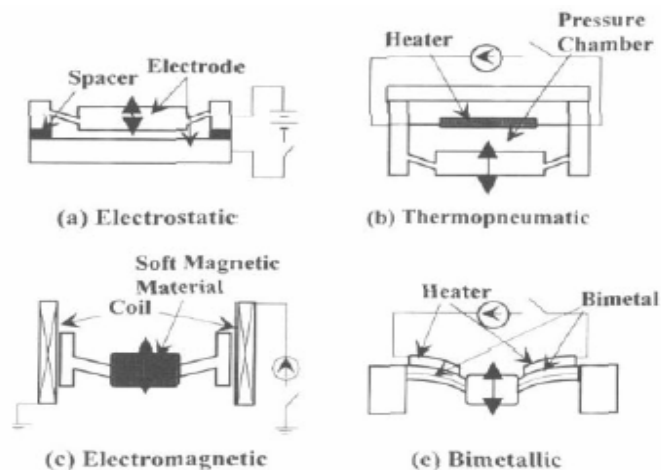 Pressure
Heater
Chamber
Spacer
Electrode
(a) Electrostatic
(b) Thermopneumatic
Soft Magnetic
Material
Coil
Heater
Bimetal
(c) Electromagnetic
(e) Bimetallic